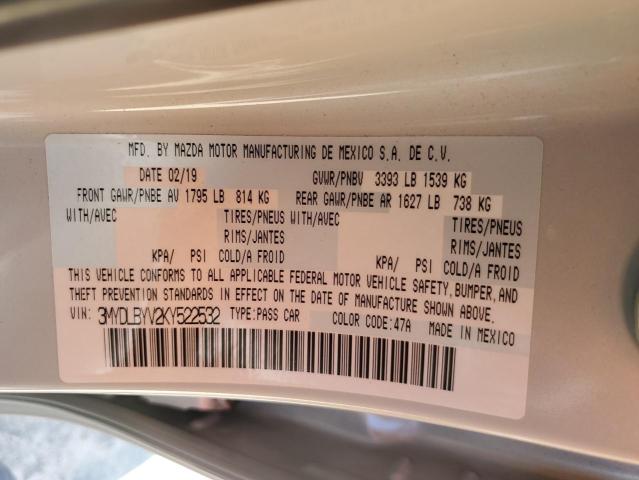 MFD. BY MAZDA MOTOR MANUFACTURING DE MEXICO S.A. DE C.V.
DATE 02/19 GVWR/PNBV 3393 LB 1539 KG
FRONT GAWR/PNBE AV 1795 LB 814 KG REAR GAWR/PNBE AR 1627 LB 738 KG
WITH/AVEC TIRES/PNEUS WITH/AVEC TIRES/PNEUS
RIMS/JANTES RIMS/JANTES
KPA/ PSI COLD/A FROID KPA/ PSI COLD/A FROID
THIS VEHICLE CONFORMS TO ALL APPLICABLE FEDERAL MOTOR VEHICLE SAFETY, BUMPER, AND
THEFT PREVENTION STANDARDS IN EFFECT ON THE DATE OF MANUFACTURE SHOWN ABOVE.
VIN: 3MYDLBYV2KY522532 TYPE:PASS CAR COLOR CODE:47A MADE IN MEXICO